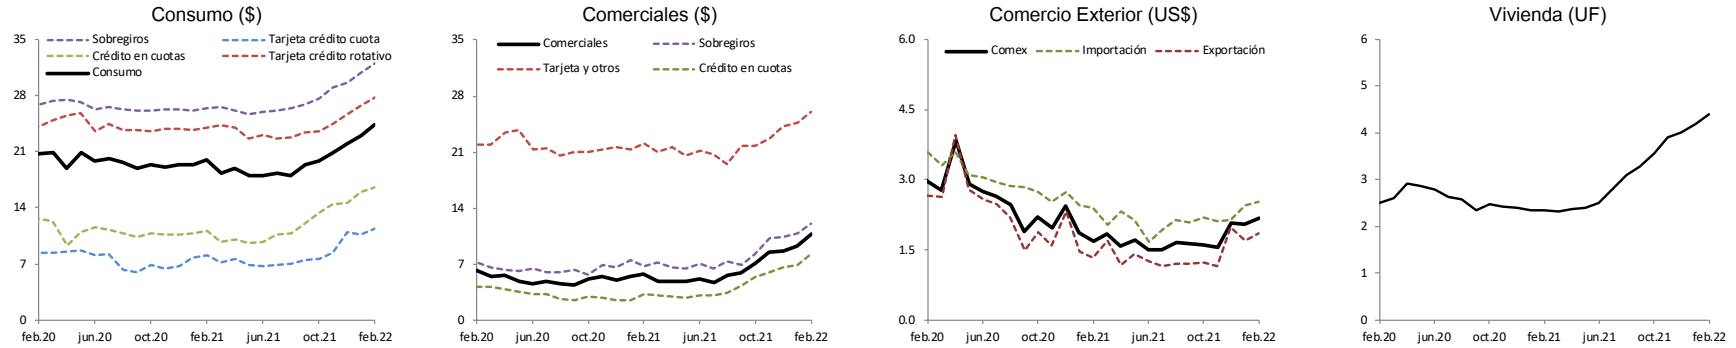 Consumo ($)
35
28
21
14
7
0
Sobregiros
Tarjeta crédito cuota
Crédito en cuotas
Tarjeta crédito rotativo
Consumo
feb.20 jun.20 oct.20 feb.21 jun.21 oct.21 feb.22
Comerciales ($)
35
28
21
14
7
0
Comerciales
Sobregiros
Tarjeta y otros
Crédito en cuotas
feb.20 jun.20 oct.20 feb.21 jun.21 oct.21 feb.22
Comercio Exterior (US$)
6.0
4.5
3.0
1.5
0.0
Comex
Importación
Exportación
feb.20 jun.20 oct.20 feb.21 jun.21 oct.21 feb.22
Vivienda (UF)
6
5
4
3
2
1
0
feb.20 jun.20 oct.20 feb.21 jun.21 oct.21 feb.22